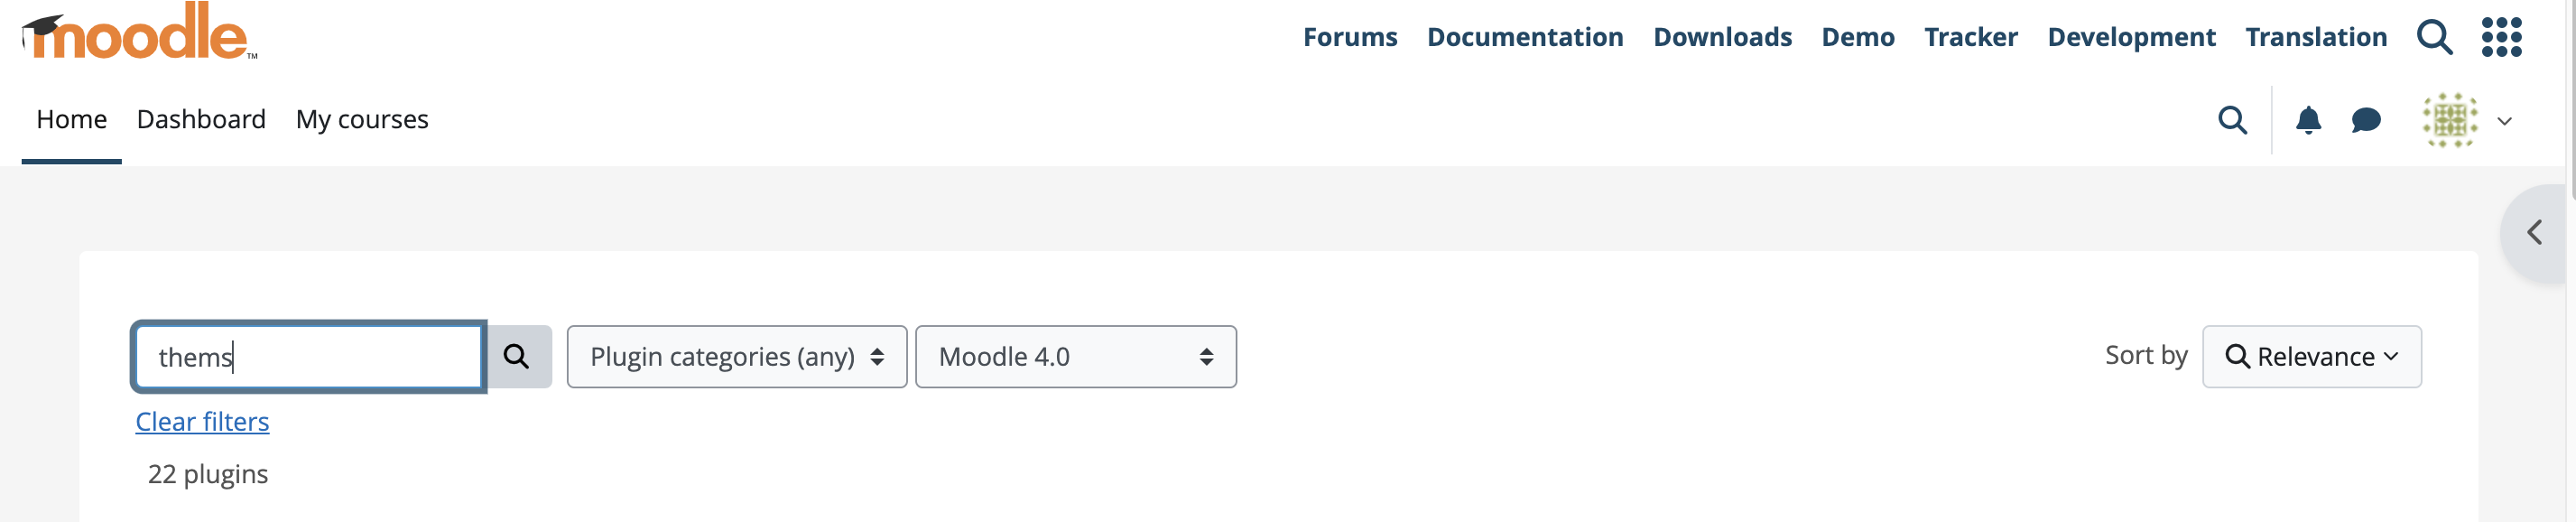 moodle™
Forums Documentation Downloads Demo Tracker Development Translation
Home Dashboard My courses
thems Plugin categories (any) Moodle 4.0 Sort by Relevance
Clear filters
22 plugins